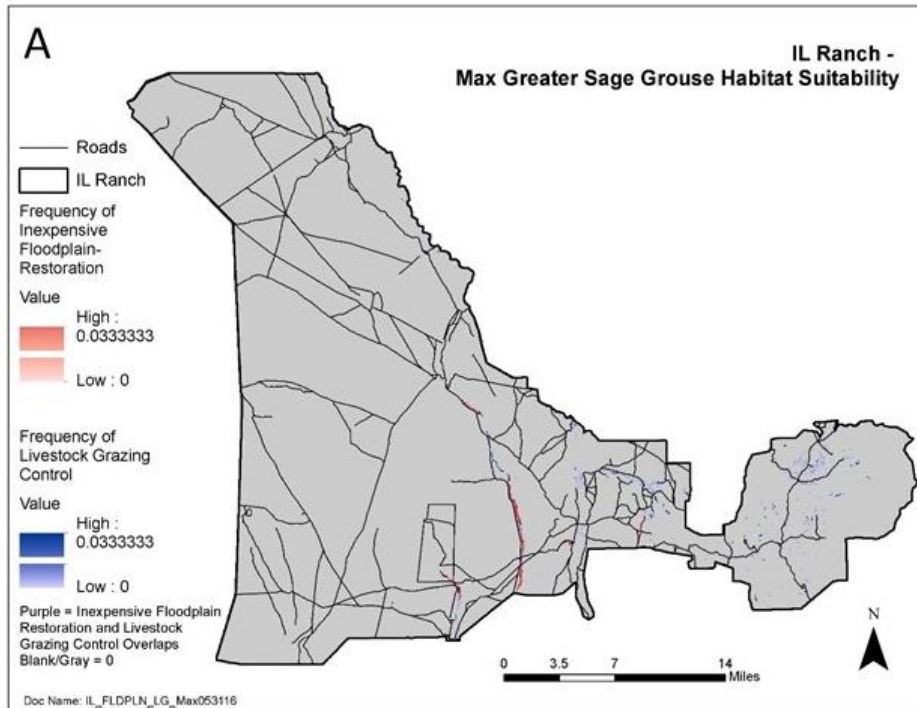 A
IL Ranch -
Max Greater Sage Grouse Habitat Suitability
Roads
IL Ranch
Frequency of
Inexpensive
Floodplain-
Restoration
Value
High :
0.0333333
Low : 0
Frequency of
Livestock Grazing
Control
Value
High :
0.0333333
Low : 0
Purple = Inexpensive Floodplain
Restoration and Livestock
Grazing Control Overlaps
Blank/Gray = 0
N
0 3.5 7 14
Miles
Doc Name: IL_FLDPLN_LG_Max053116